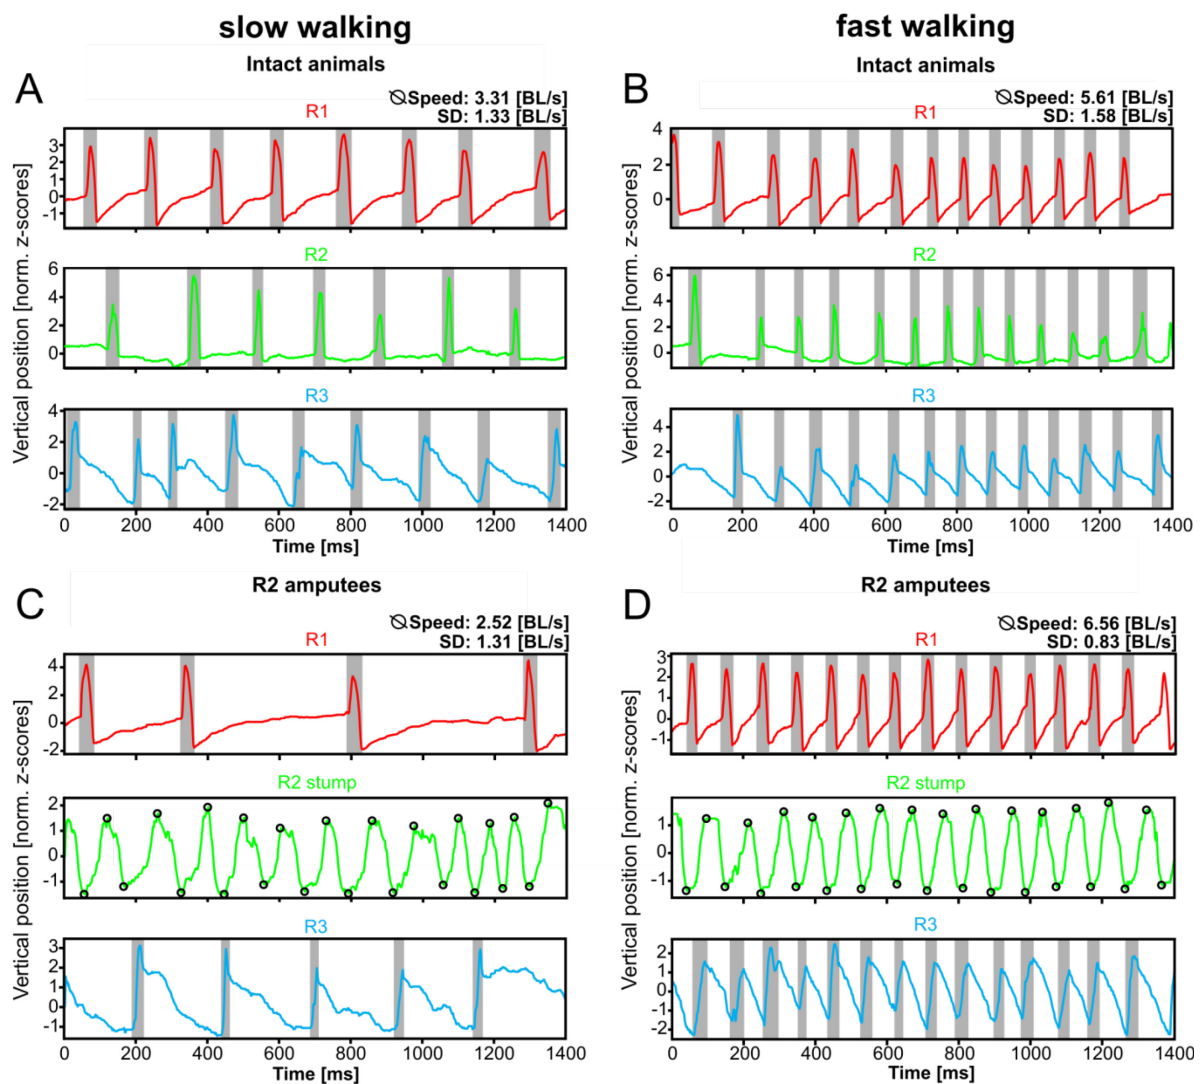 slow walking
fast walking
Intact animals
Intact animals
A
B
∅Speed: 3.31 [BL/s]
SD: 1.33 [BL/s]
∅Speed: 5.61 [BL/s]
SD: 1.58 [BL/s]
R1
R1
3
2
1
0
-1
4
2
0
R2
R2
6
4
2
0
6
4
2
0
R3
R3
4
2
0
-2
4
2
0
-2
Vertical position [norm. z-scores]
Vertical position [norm. z-scores]
0 200 400 600 800 1000 1200 1400
0 200 400 600 800 1000 1200 1400
Time [ms]
Time [ms]
R2 amputees
R2 amputees
C
D
∅Speed: 2.52 [BL/s]
SD: 1.31 [BL/s]
∅Speed: 6.56 [BL/s]
SD: 0.83 [BL/s]
R1
R1
4
2
0
-2
3
2
1
0
-1
R2 stump
R2 stump
2
1
0
-1
1
0
-1
R3
R3
3
2
1
0
-1
2
1
0
-1
-2
Vertical position [norm. z-scores]
Vertical position [norm. z-scores]
0 200 400 600 800 1000 1200 1400
0 200 400 600 800 1000 1200 1400
Time [ms]
Time [ms]